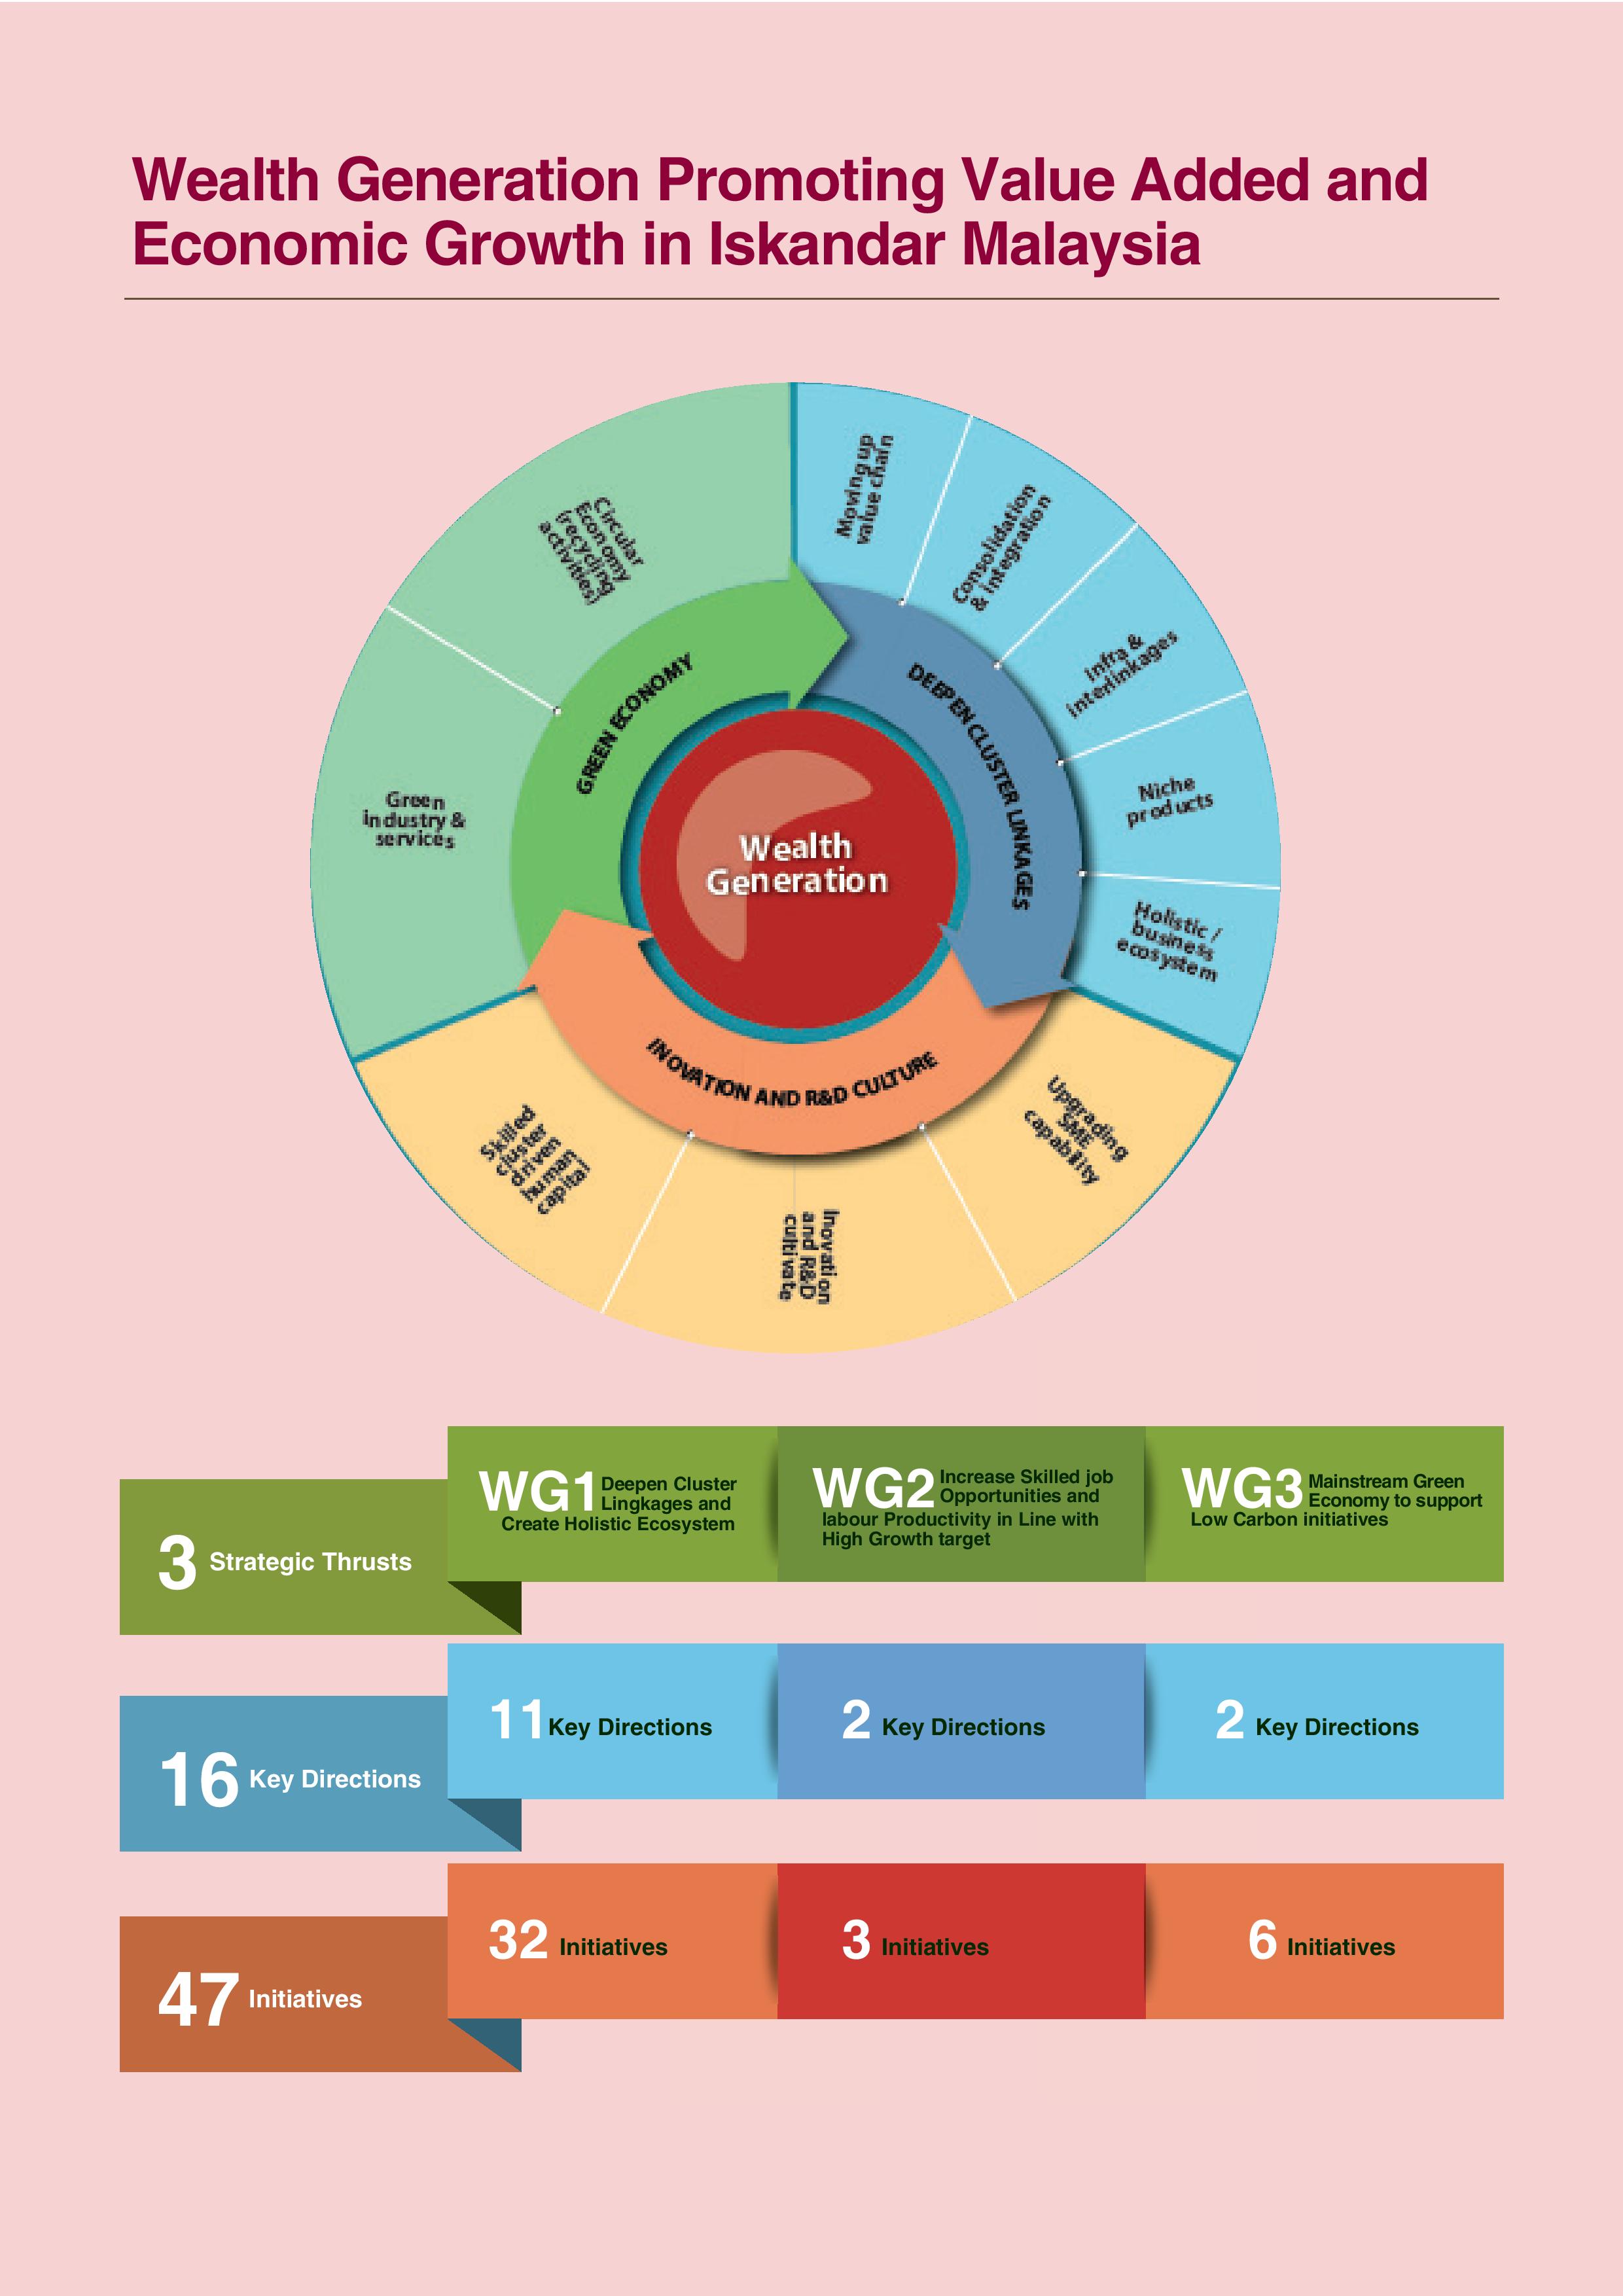 Wealth Generation Promoting Value Added and
Economic Growth in Iskandar Malaysia
Moving up
value chain
Consolidation
& integration
infra &
interlinkages
Niche
products
Holistic /
business
ecosystem
Upgrading
SME
capability
Inovation
and R&D
cultivate
Skilled
cluster
driven
Circular
Economy
(recycling
activities)
Green
industry &
services
GREEN ECONOMY
DEEPEN CLUSTER LINKAGES
INOVATION AND R&D CULTURE
Wealth
Generation
3 Strategic Thrusts
WG1 Deepen Cluster
Lingkages and
Create Holistic Ecosystem
WG2 Increase Skilled job
Opportunities and
labour Productivity in Line with
High Growth target
WG3 Mainstream Green
Economy to support
Low Carbon initiatives
16 Key Directions
11 Key Directions
2 Key Directions
2 Key Directions
47 Initiatives
32 Initiatives
3 Initiatives
6 Initiatives